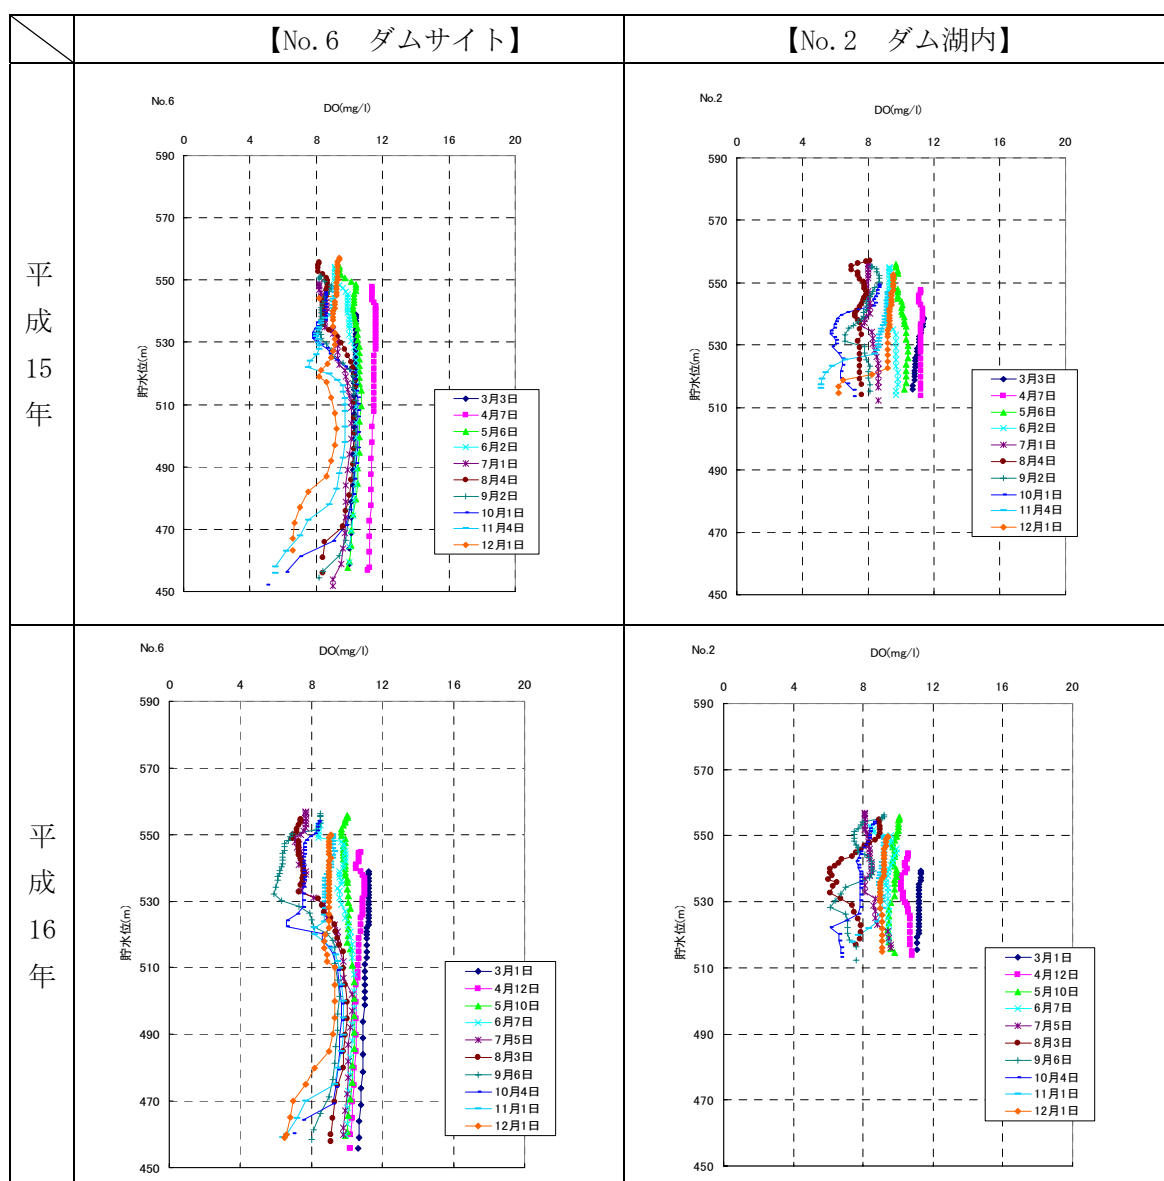 【No.6 ダムサイト】
【No.2 ダム湖内】
平成15年
No.6
DO(mg/l)
0 4 8 12 16 20
貯水位(m)
590
570
550
530
510
490
470
450
3月3日
4月7日
5月6日
6月2日
7月1日
8月4日
9月2日
10月1日
11月4日
12月1日
No.2
DO(mg/l)
0 4 8 12 16 20
貯水位(m)
590
570
550
530
510
490
470
450
3月3日
4月7日
5月6日
6月2日
7月1日
8月4日
9月2日
10月1日
11月4日
12月1日
平成16年
No.6
DO(mg/l)
0 4 8 12 16 20
貯水位(m)
590
570
550
530
510
490
470
450
3月1日
4月12日
5月10日
6月7日
7月5日
8月3日
9月6日
10月4日
11月1日
12月1日
No.2
DO(mg/l)
0 4 8 12 16 20
貯水位(m)
590
570
550
530
510
490
470
450
3月1日
4月12日
5月10日
6月7日
7月5日
8月3日
9月6日
10月4日
11月1日
12月1日